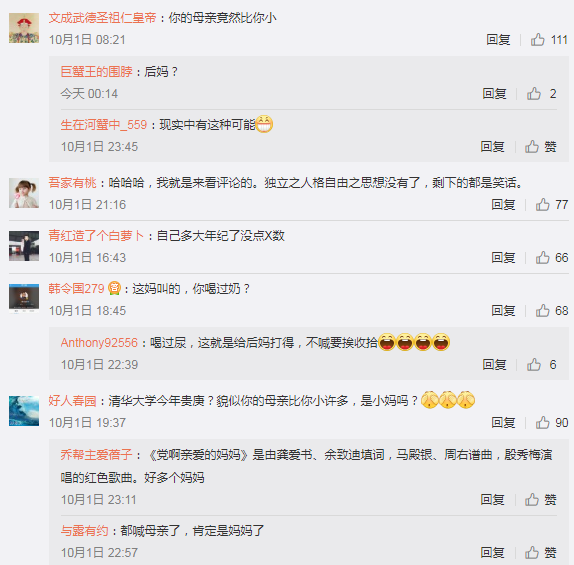 文成武德圣祖仁皇帝：你的母亲竟然比你小
10月1日 08:21 回复 111
巨蟹王的围脖：后妈？
今天 00:14 回复 2
生在河蟹中_559：现实中有这种可能
10月1日 23:45 回复 赞
吾家有桃：哈哈哈，我就是来看评论的。独立之人格自由之思想没有了，剩下的都是笑话。
10月1日 21:16 回复 77
青红造了个白萝卜：自己多大年纪了没点X数
10月1日 16:43 回复 66
韩令国279：这妈叫的，你喝过奶？
10月1日 18:45 回复 68
Anthony92556：喝过尿，这就是给后妈打得，不喊要挨收拾
10月1日 22:39 回复 6
好人春园：清华大学今年贵庚？貌似你的母亲比你小许多，是小妈吗？
10月1日 19:37 回复 90
乔帮主爱蓓子：《党啊亲爱的妈妈》是由龚爱书、余致迪填词，马殿银、周右谱曲，殷秀梅演
唱的红色歌曲。好多个妈妈
10月1日 23:11 回复 赞
与露有约：都喊母亲了，肯定是妈妈了
10月1日 22:57 回复 赞